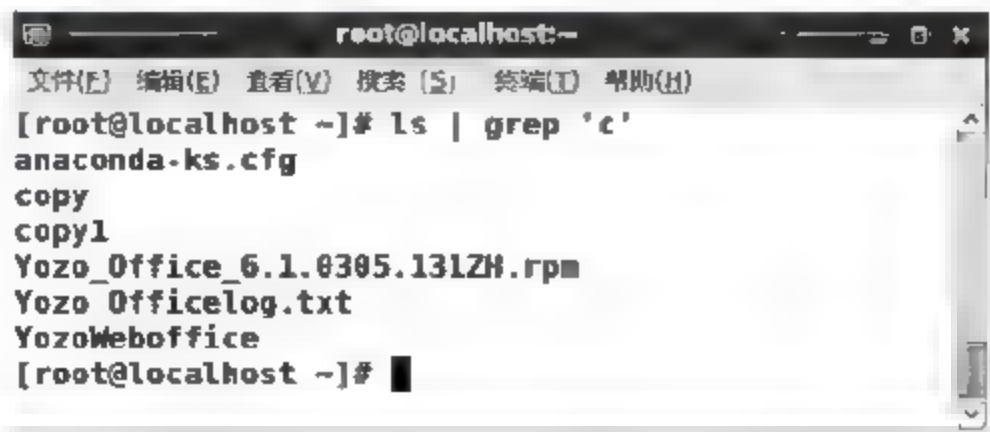 root@localhost:~
文件(F) 编辑(E) 查看(V) 搜索 (S) 终端(T) 帮助(H)
[root@localhost ~]# ls | grep 'c'
anaconda-ks.cfg
copy
copy1
Yozo_Office_6.1.0305.131ZH.rpm
Yozo Officelog.txt
YozoWeboffice
[root@localhost ~]#